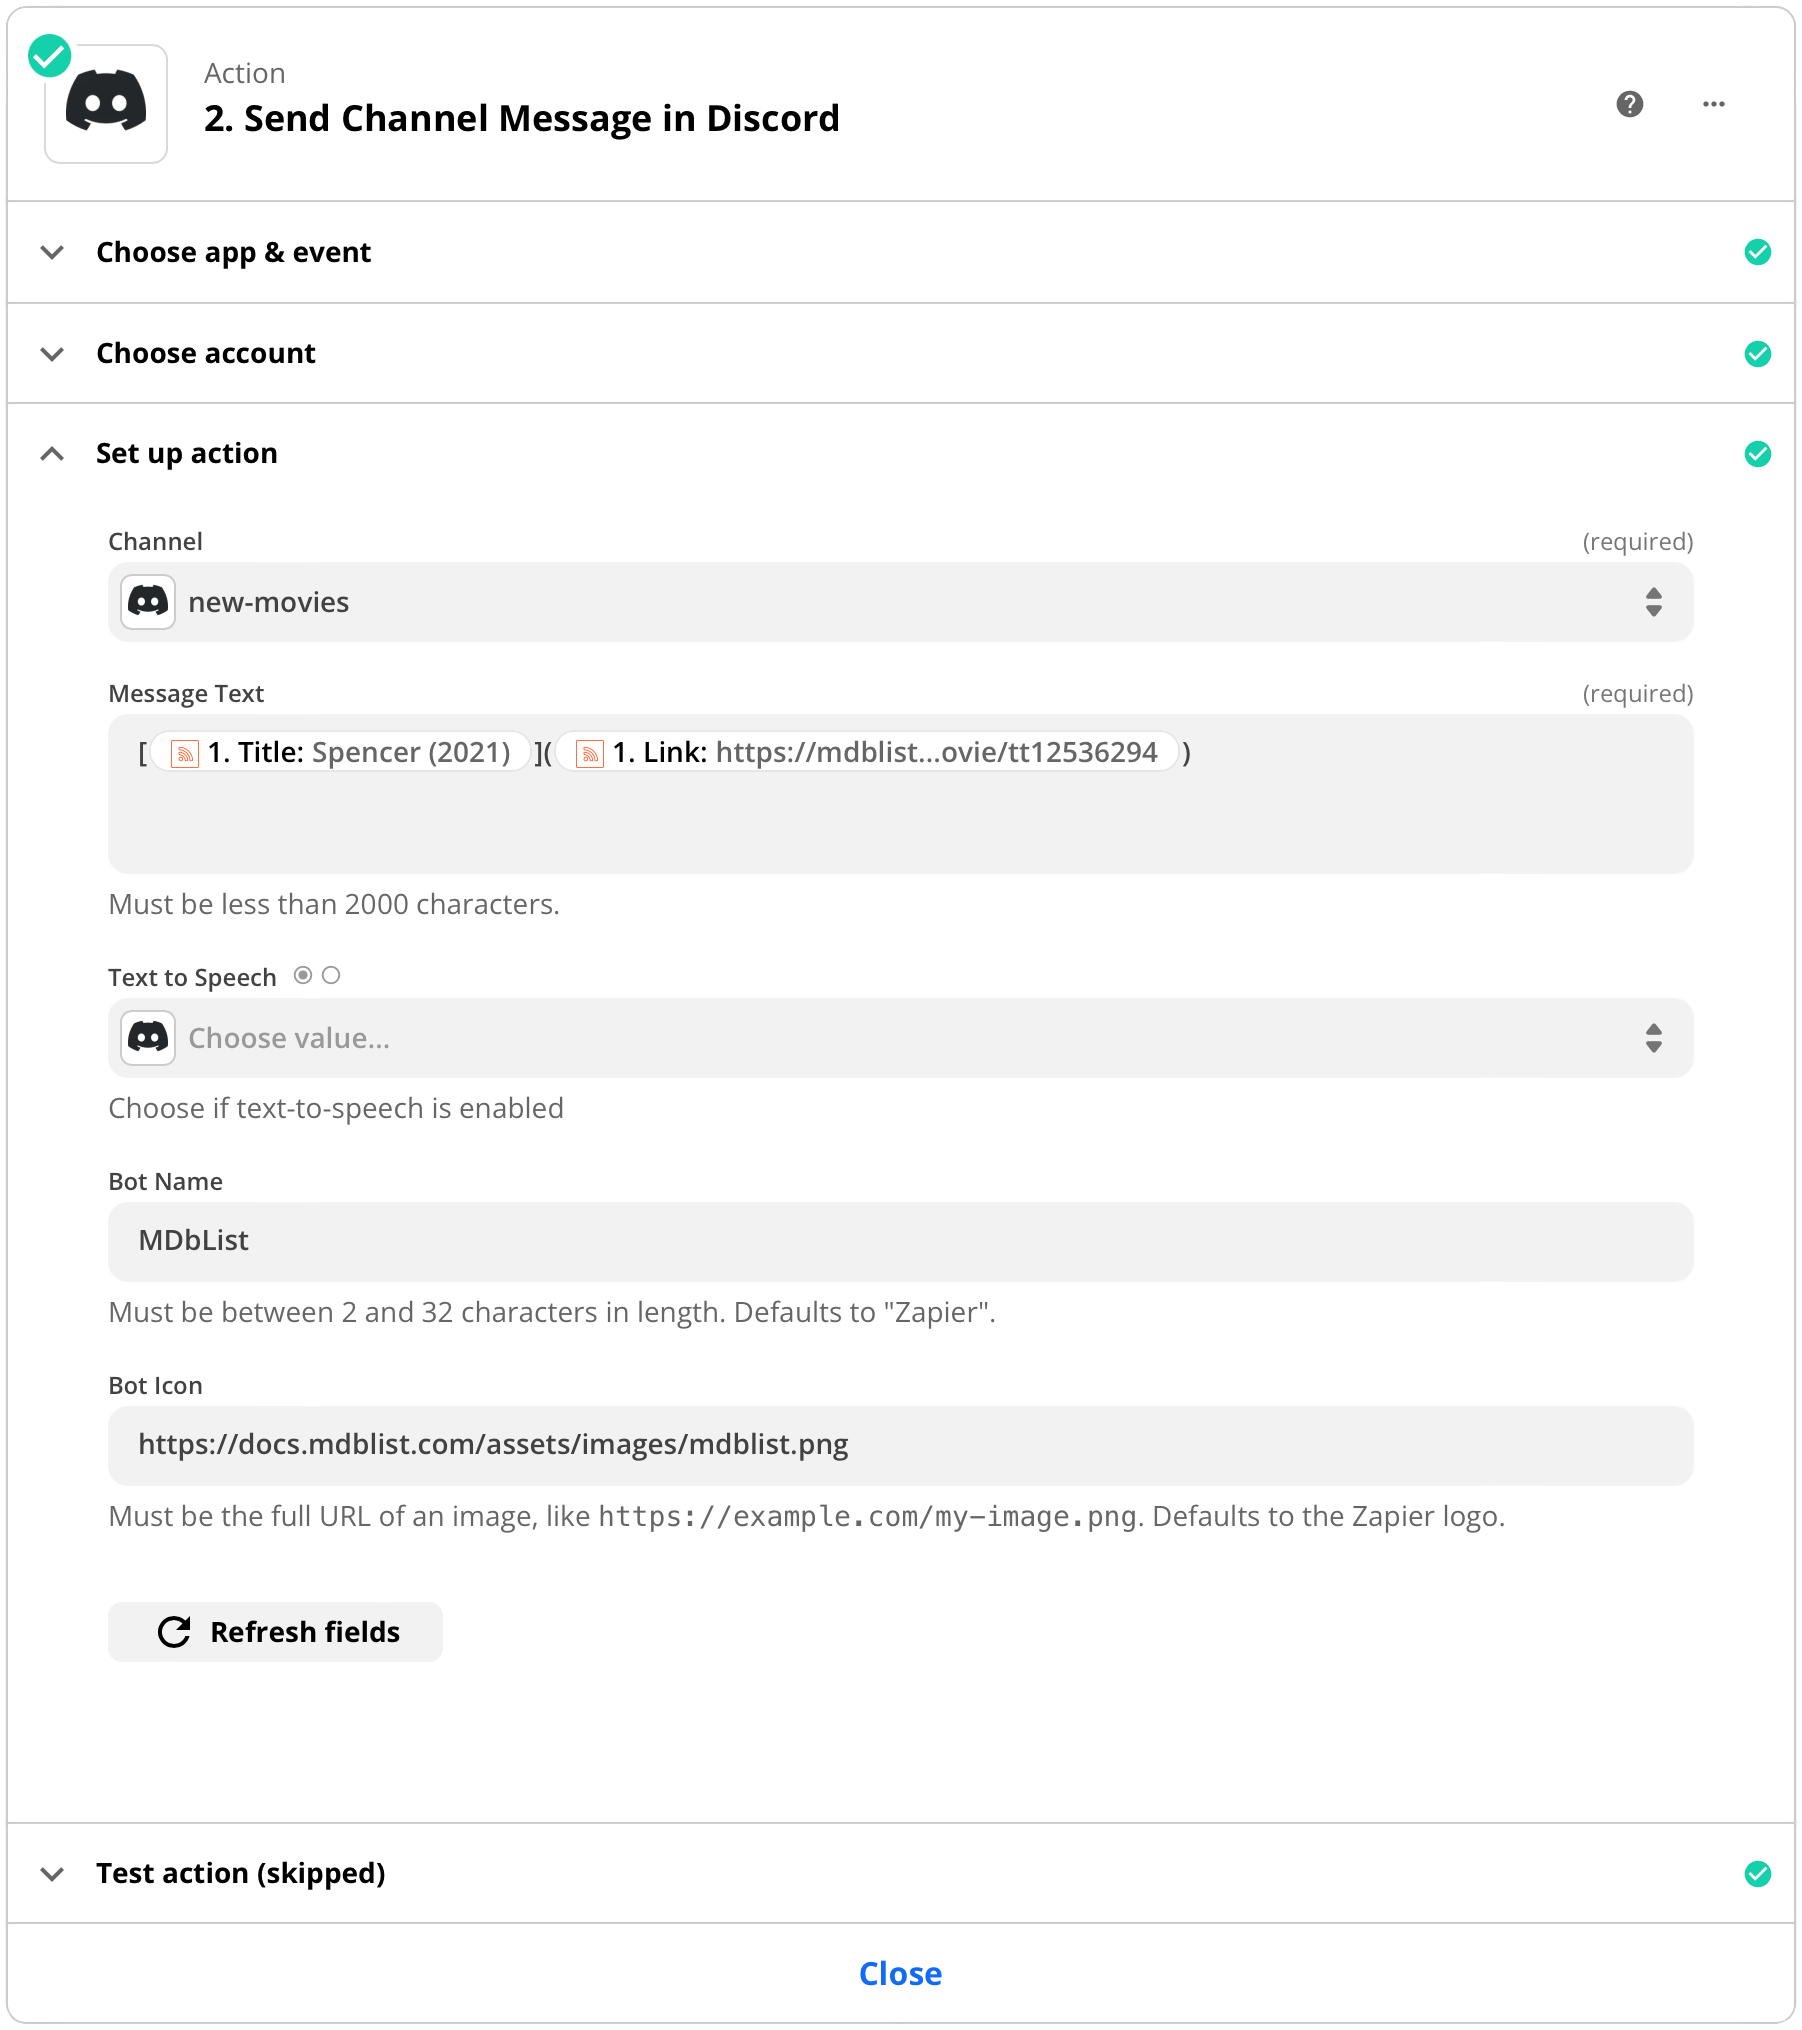 Action
2. Send Channel Message in Discord
Choose app & event
Choose account
Set up action
Channel (required)
new-movies
Message Text (required)
[ 1. Title: Spencer (2021) ]( 1. Link: https://mdblist...ovie/tt12536294 )
Must be less than 2000 characters.
Text to Speech
Choose value...
Choose if text-to-speech is enabled
Bot Name
MDbList
Must be between 2 and 32 characters in length. Defaults to "Zapier".
Bot Icon
https://docs.mdblist.com/assets/images/mdblist.png
Must be the full URL of an image, like https://example.com/my-image.png. Defaults to the Zapier logo.
Refresh fields
Test action (skipped)
Close